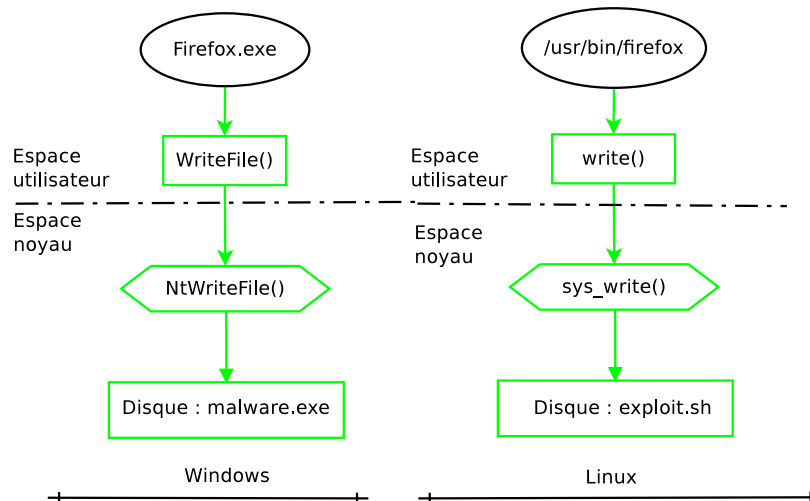 Firefox.exe
WriteFile()
Espace
utilisateur
Espace
noyau
NtWriteFile()
Disque : malware.exe
Windows
/usr/bin/firefox
write()
Espace
utilisateur
Espace
noyau
sys_write()
Disque : exploit.sh
Linux